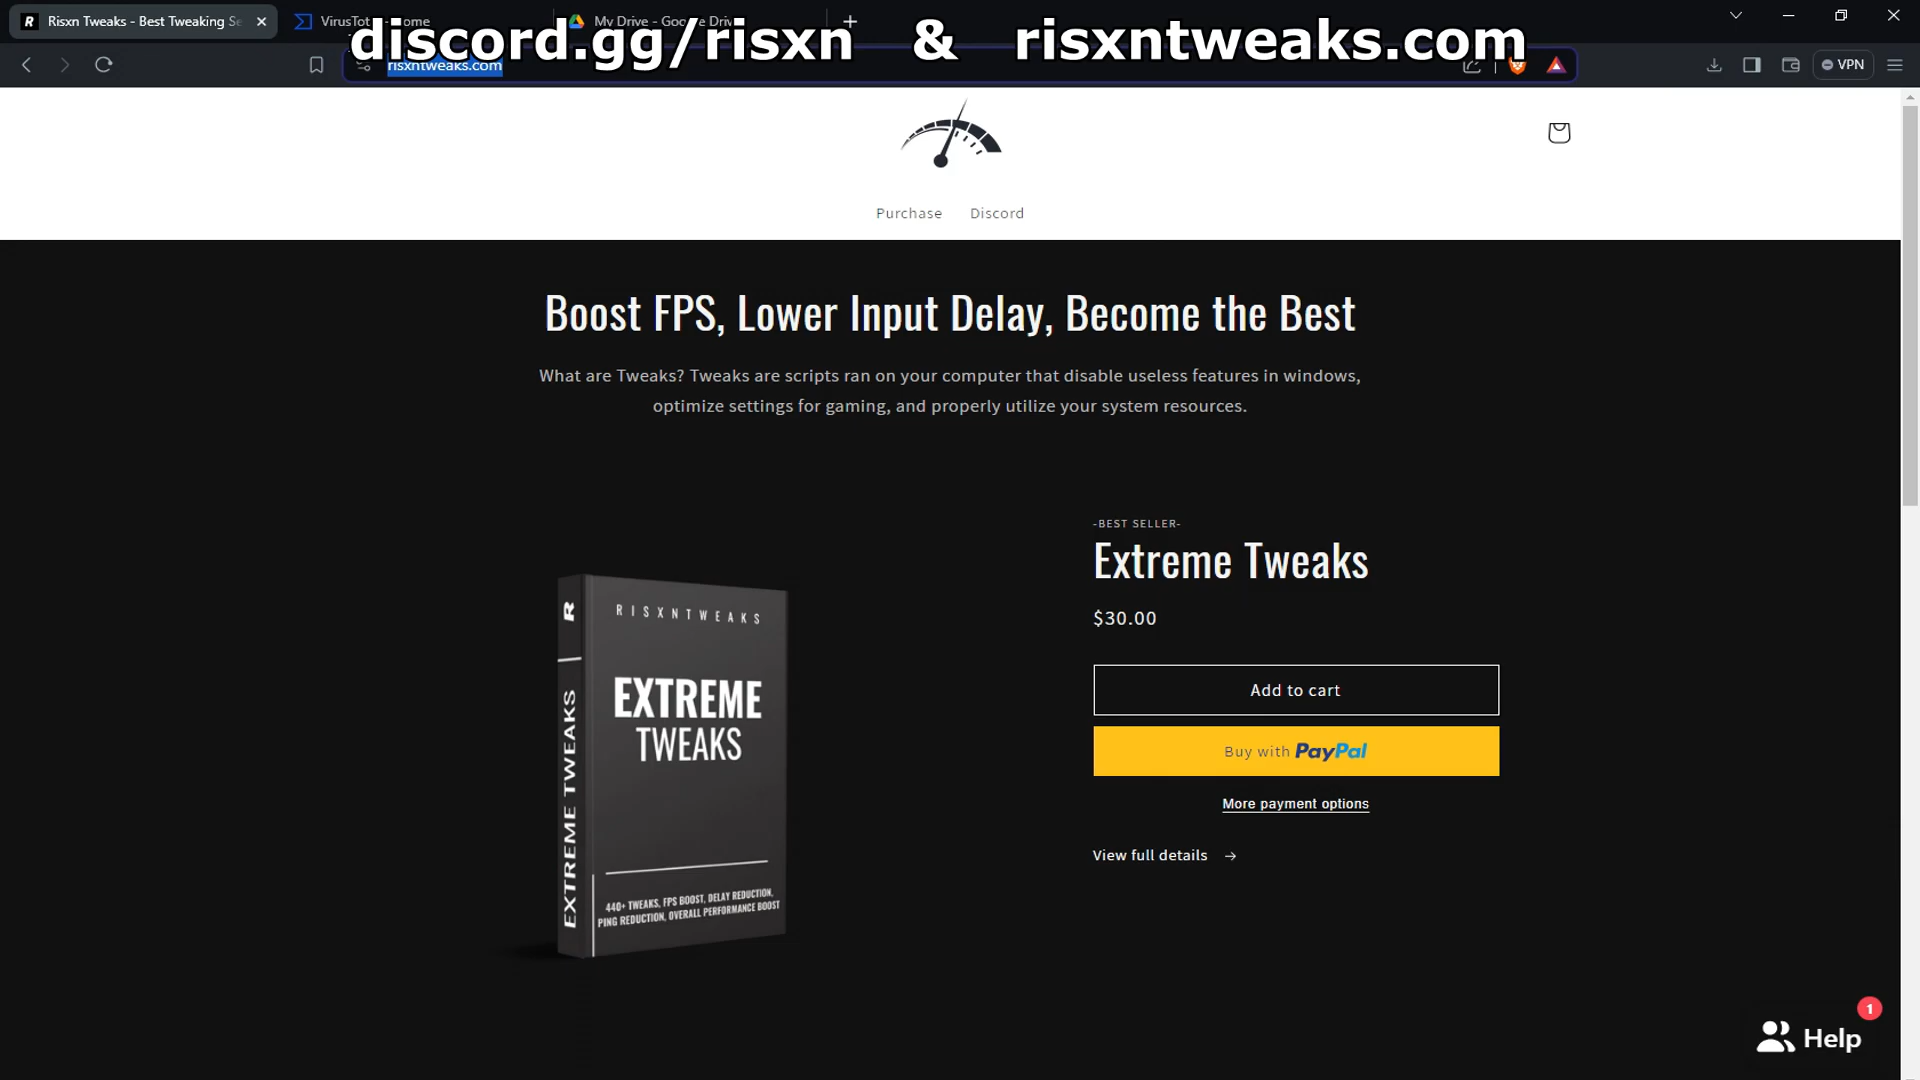 Risxn Tweaks - Best Tweaking Se
VirusTot
ome
My Drive - Goo
e Driv
discord.gg/risxn & risxntweaks.com
risxntweaks.com
VPN
Purchase Discord
Boost FPS, Lower Input Delay, Become the Best
What are Tweaks? Tweaks are scripts ran on your computer that disable useless features in windows,
optimize settings for gaming, and properly utilize your system resources.
-BEST SELLER-
Extreme Tweaks
$30.00
Add to cart
Buy with PayPal
More payment options
View full details →
R
EXTREME TWEAKS
RISXNTWEAKS
EXTREME
TWEAKS
440+ TWEAKS, FPS BOOST, DELAY REDUCTION,
PING REDUCTION, OVERALL PERFORMANCE BOOST
1
Help